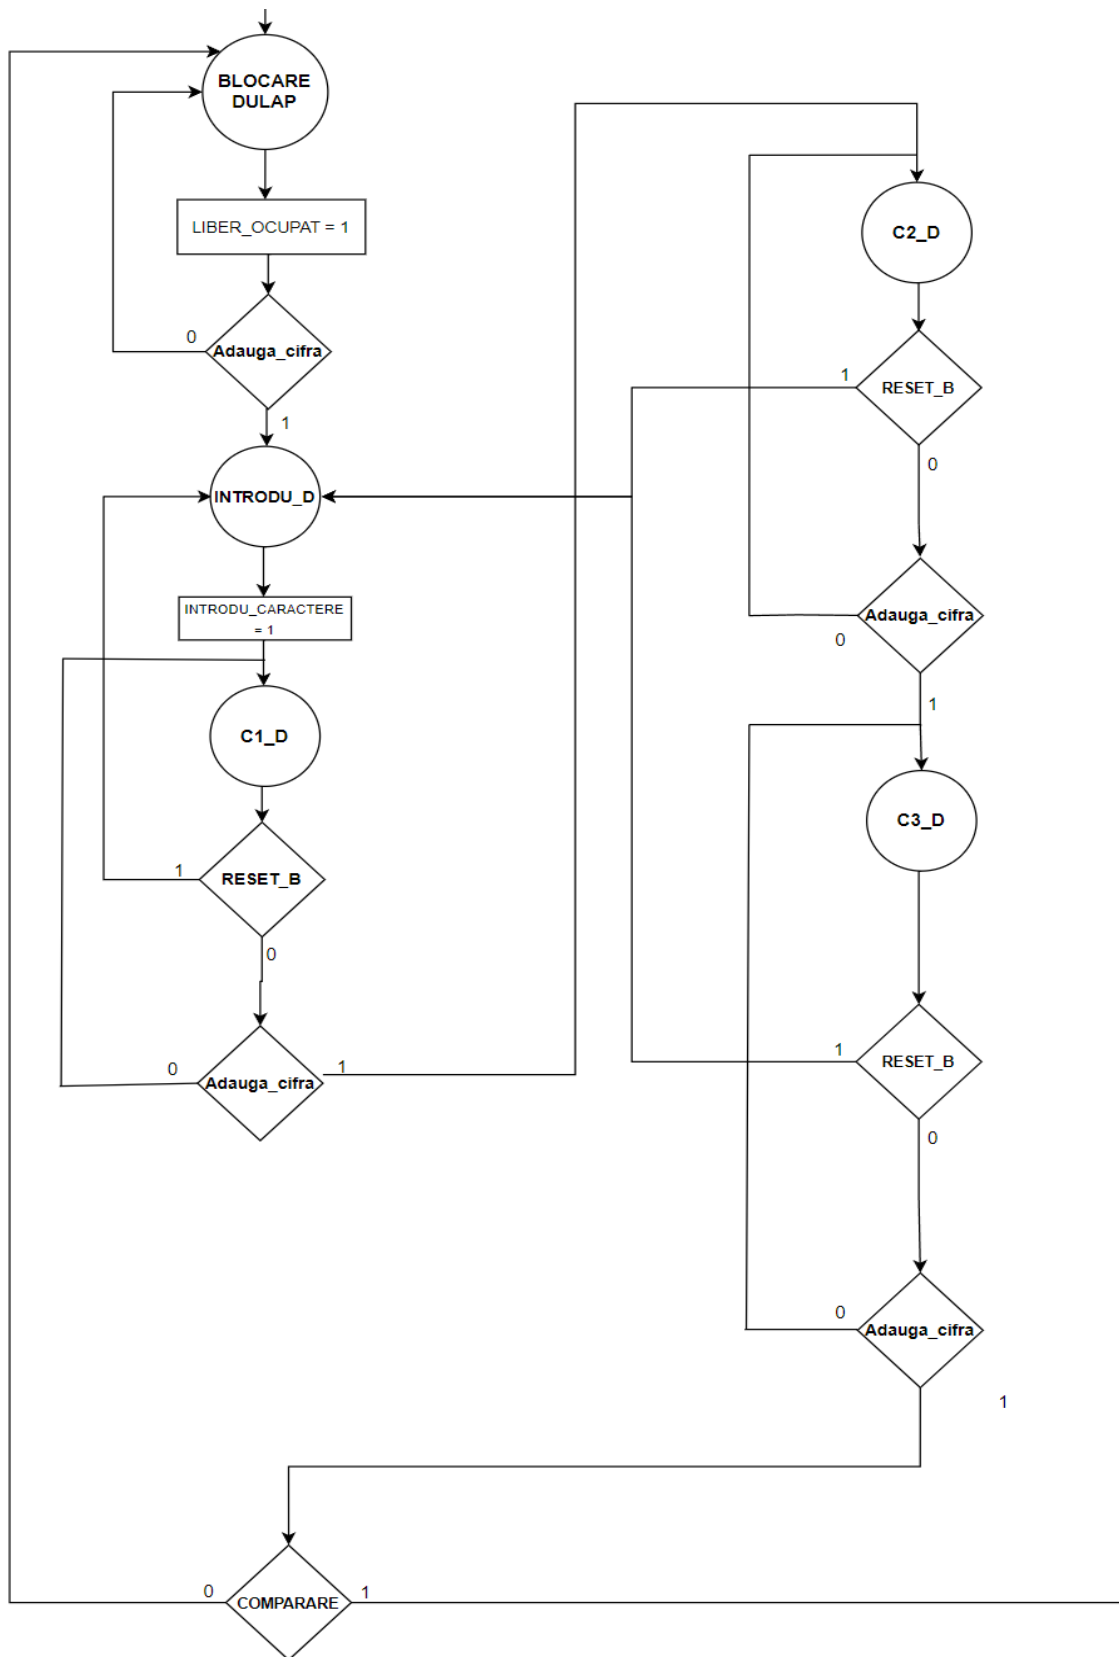 BLOCARE
DULAP
LIBER_OCUPAT = 1
0
Adauga_cifra
1
INTRODU_D
INTRODU_CARACTERE
= 1
C1_D
1
RESET_B
0
0
Adauga_cifra
1
C2_D
1
RESET_B
0
Adauga_cifra
0
1
C3_D
1
RESET_B
0
0
Adauga_cifra
1
0
COMPARARE
1